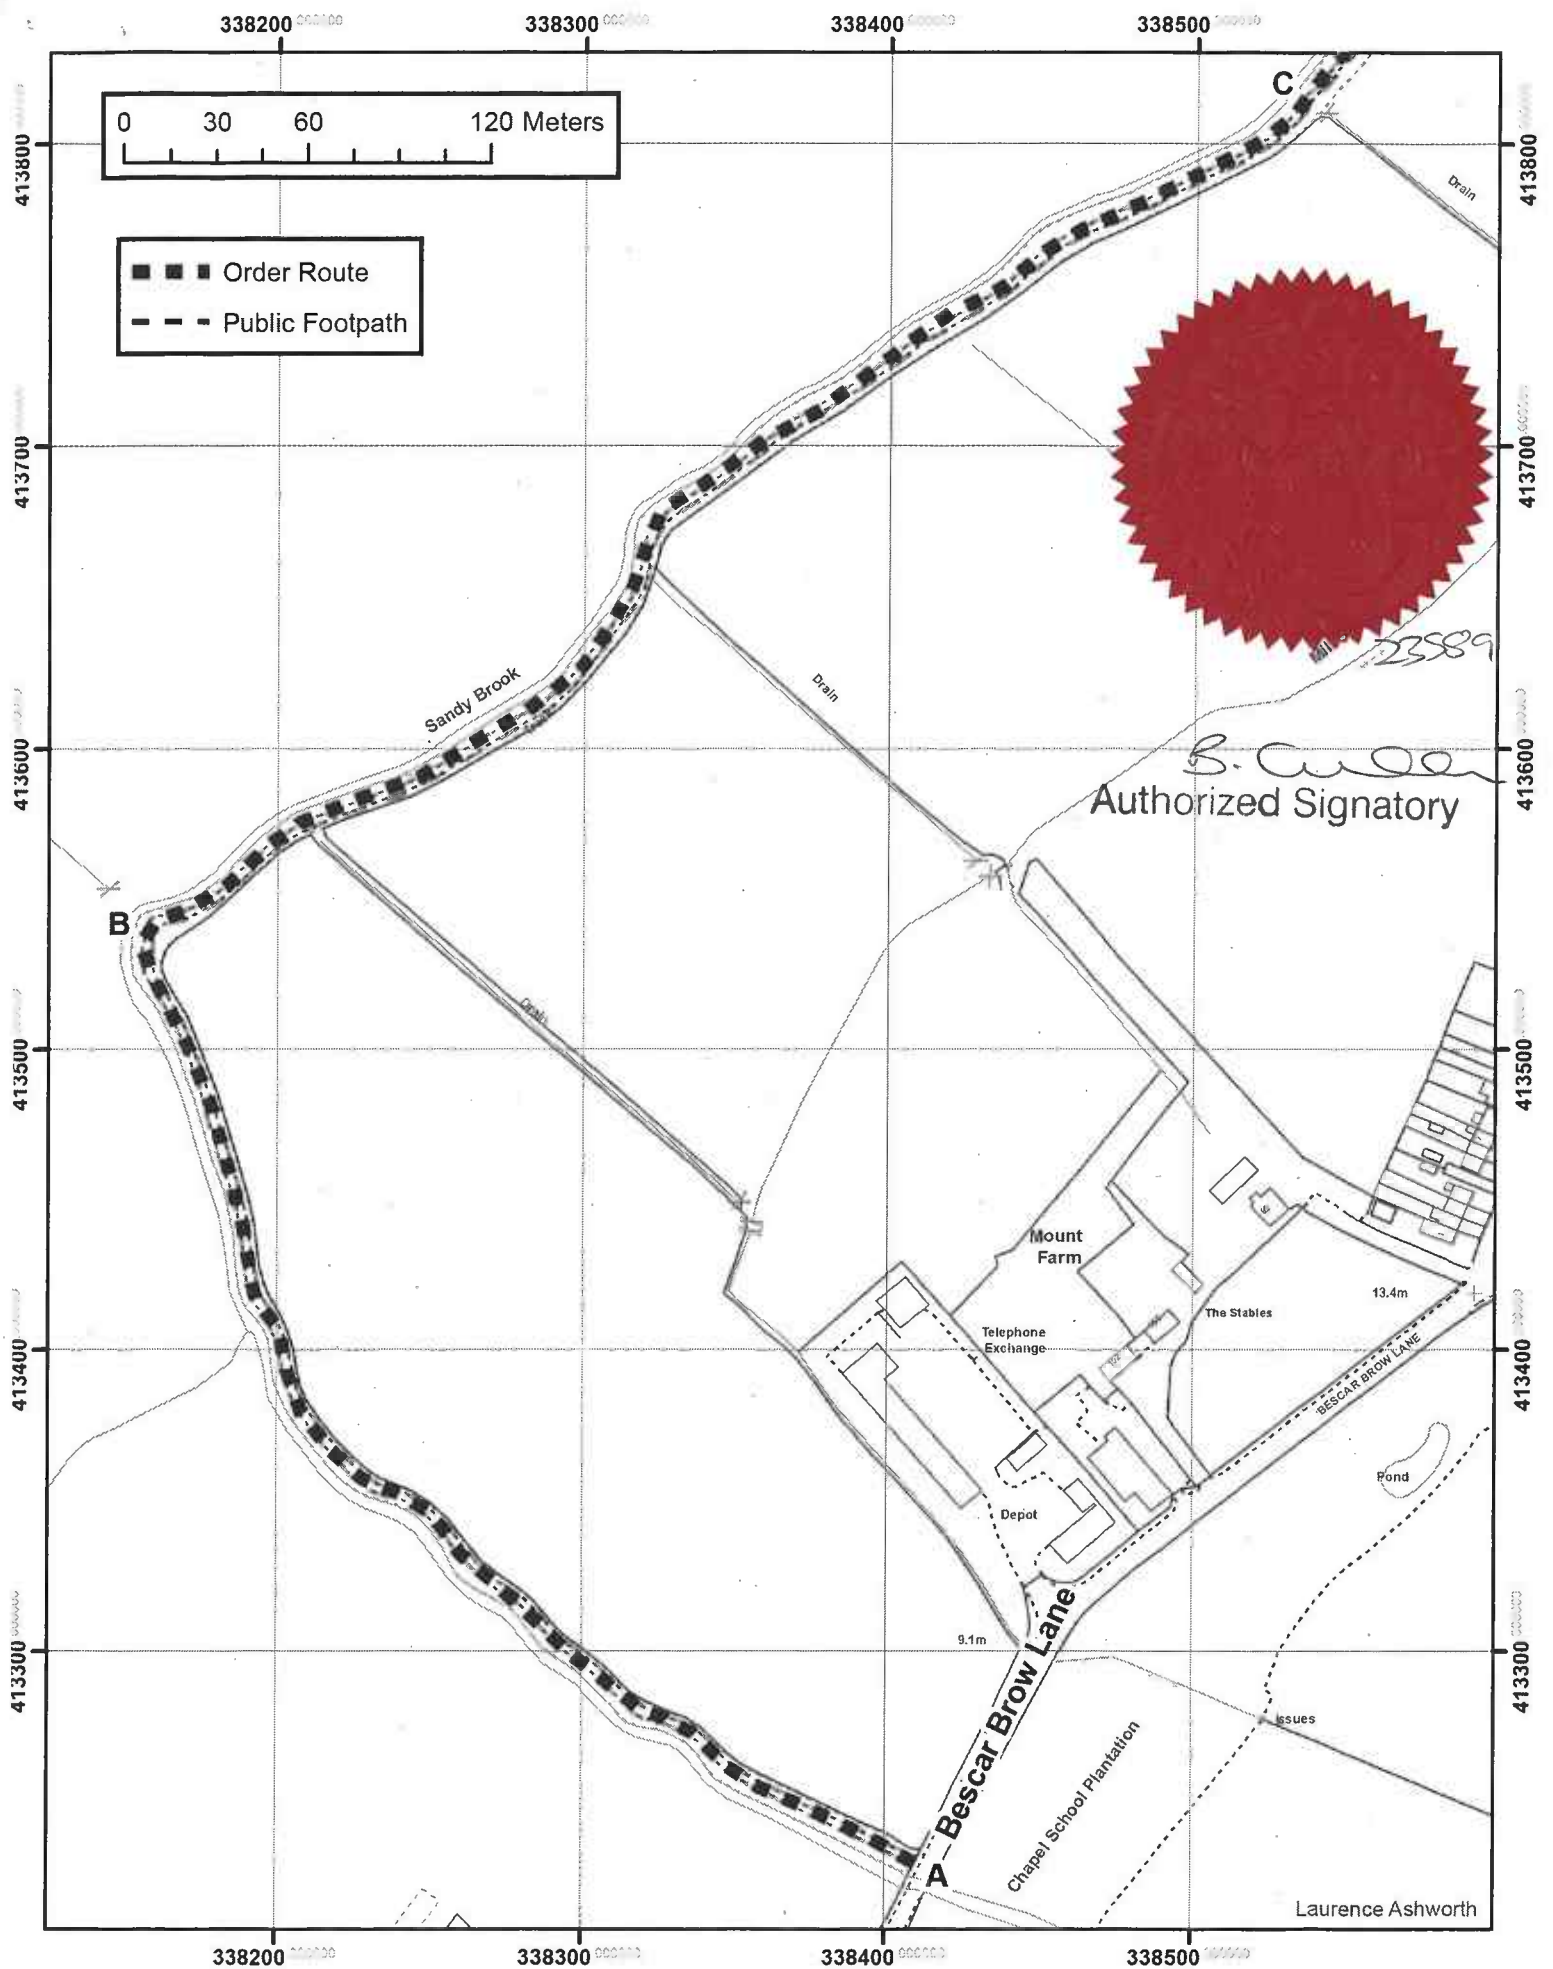 338200 338300 338400 338500
C
0 30 60 120 Meters
413800
413800
Drain
Order Route
Public Footpath
413700
413700
Drain
Sandy Brook
23589
413600
413600
Authorized Signatory
B
Drain
413500
413500
Mount
Farm
13.4m
The Stables
Telephone
Exchange
413400
413400
BESCAR BROW LANE
Pond
Depot
Bescar Brow Lane
9.1m
413300
413300
Issues
Chapel School Plantation
A
Laurence Ashworth
338200 338300 338400 338500